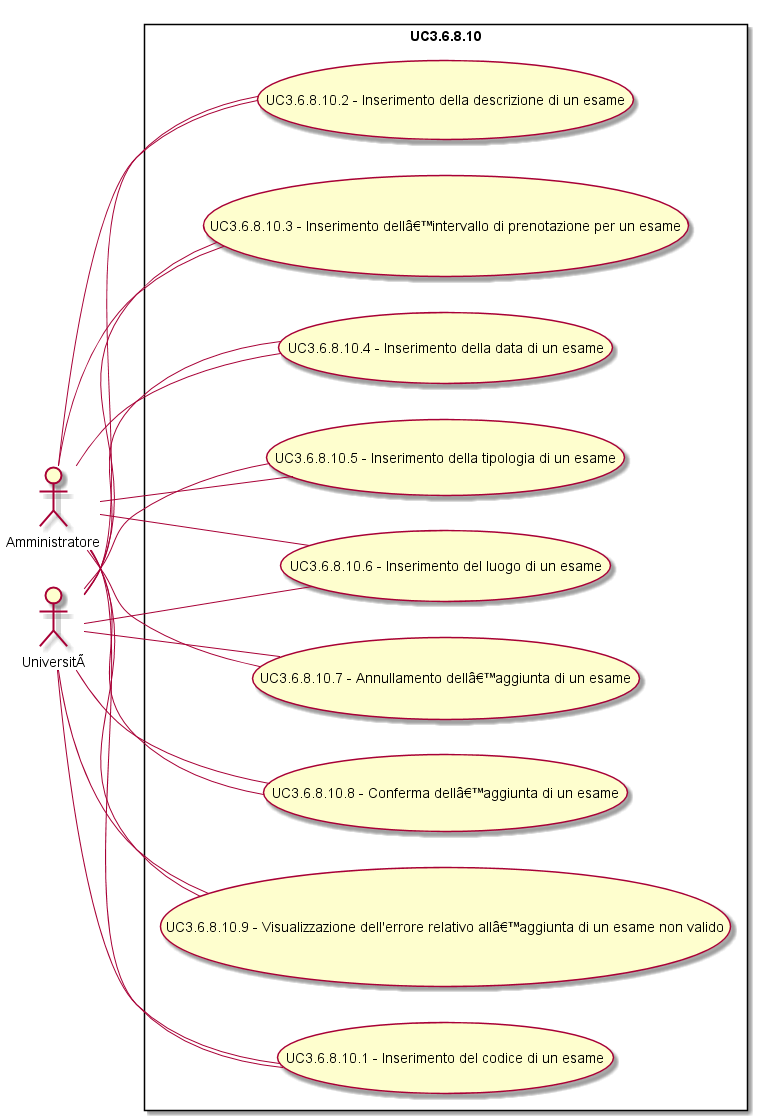 UC3.6.8.10
UC3.6.8.10.2 - Inserimento della descrizione di un esame
UC3.6.8.10.3 - Inserimento dellâ€™intervallo di prenotazione per un esame
UC3.6.8.10.4 - Inserimento della data di un esame
UC3.6.8.10.5 - Inserimento della tipologia di un esame
Amministratore
UC3.6.8.10.6 - Inserimento del luogo di un esame
UniversitÃ
UC3.6.8.10.7 - Annullamento dellâ€™aggiunta di un esame
UC3.6.8.10.8 - Conferma dellâ€™aggiunta di un esame
UC3.6.8.10.9 - Visualizzazione dell'errore relativo allâ€™aggiunta di un esame non valido
UC3.6.8.10.1 - Inserimento del codice di un esame